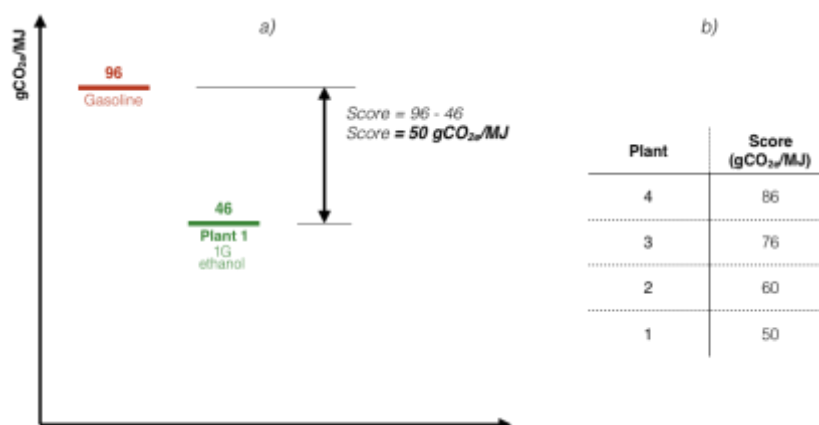 a)
gCO2e/MJ
96
Gasoline
Score = 96 - 46
Score = 50 gCO2e/MJ
46
Plant 1
1G
ethanol
b)
Plant Score (gCO2e/MJ)
4 86
3 76
2 60
1 50